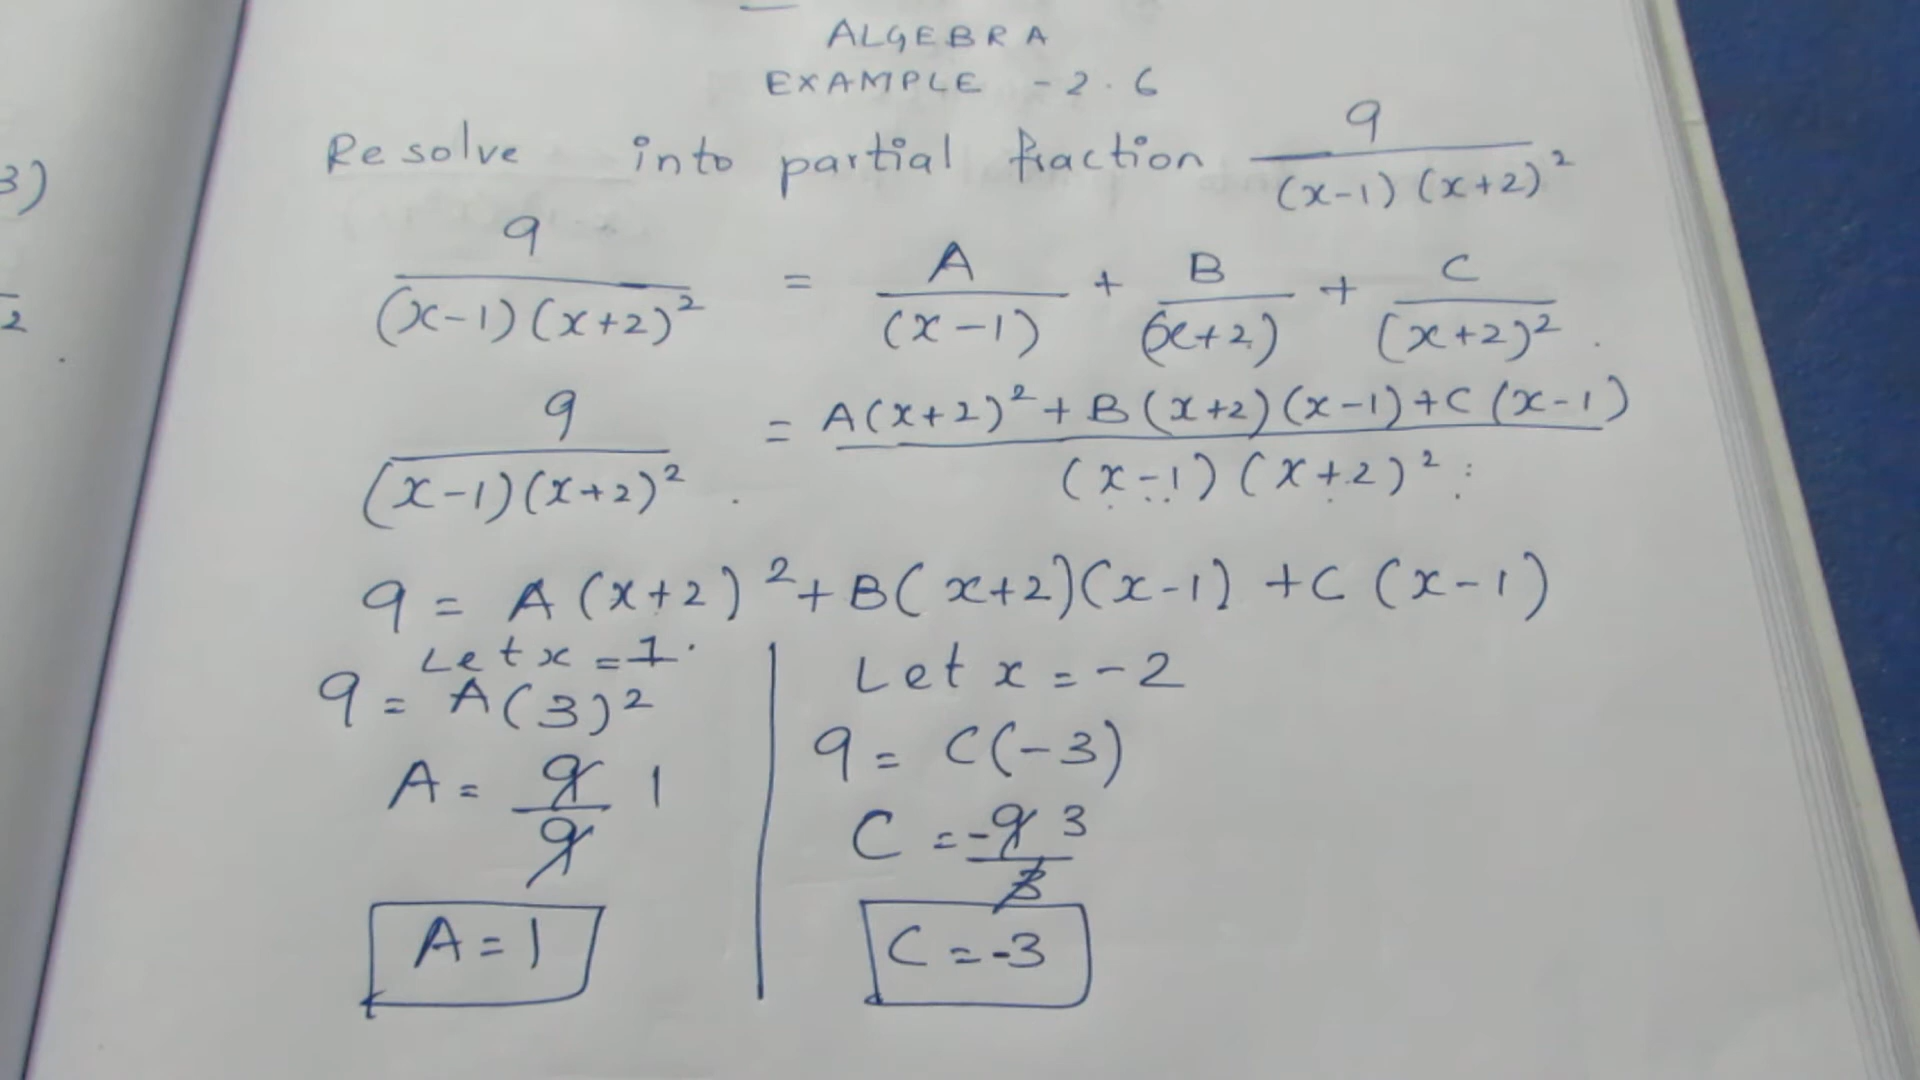 ALGEBRA
EXAMPLE - 2.6
Resolve into partial fraction 9/(x-1)(x+2)²
9/(x-1)(x+2)² = A/(x-1) + B/(x+2) + C/(x+2)².
9/(x-1)(x+2)². = A(x+2)²+B(x+2)(x-1)+C(x-1)/(x-1)(x+2)²
9 = A(x+2)²+B(x+2)(x-1)+C(x-1)
Let x = 1.
9 = A(3)²
A = 9/9 1
A = 1
Let x = -2
9 = C(-3)
C = -9/3 3
C = -3
3)
2